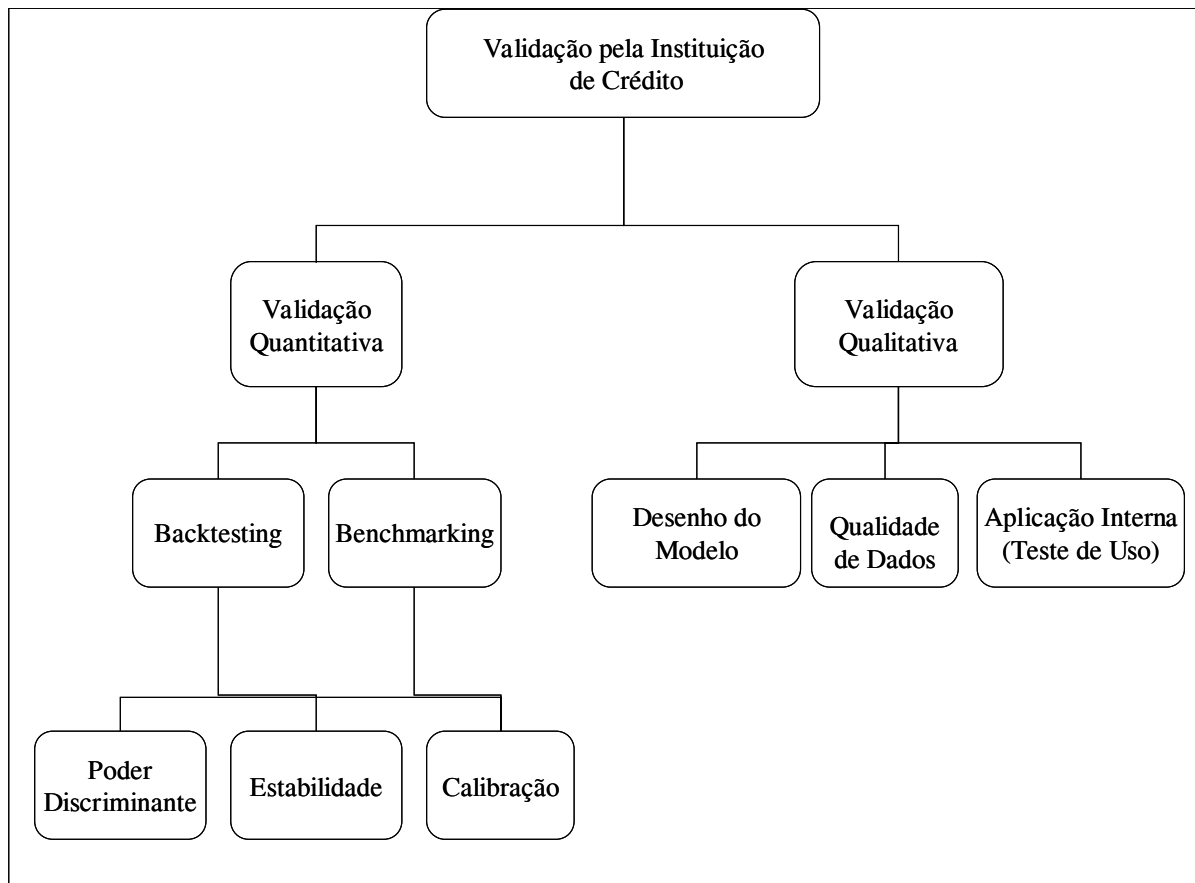 Validação pela Instituição
de Crédito
Validação
Quantitativa
Validação
Qualitativa
Backtesting
Benchmarking
Desenho do
Modelo
Qualidade
de Dados
Aplicação Interna
(Teste de Uso)
Poder
Discriminante
Estabilidade
Calibração